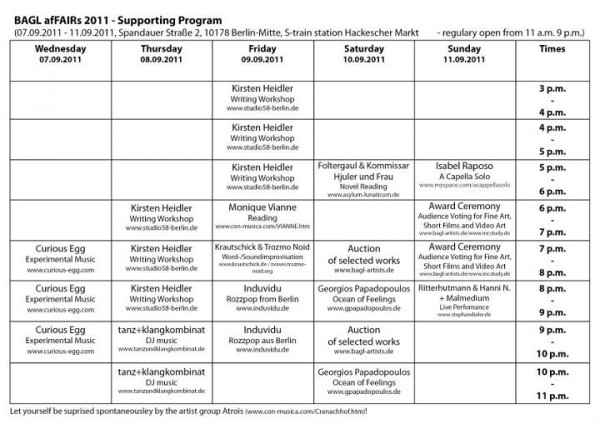 BAGL afFAIRs 2011 - Supporting Program
(07.09.2011 - 11.09.2011, Spandauer Straße 2, 10178 Berlin-Mitte, S-train station Hackescher Markt - regulary open from 11 a.m. 9 p.m.)
Wednesday Thursday Friday Saturday Sunday Times
07.09.2011 08.09.2011 09.09.2011 10.09.2011 11.09.2011
Kirsten Heidler
Writing Workshop
www.studio58-berlin.de
3 p.m.
-
4 p.m.
Kirsten Heidler
Writing Workshop
www.studio58-berlin.de
4 p.m.
-
5 p.m.
Kirsten Heidler
Writing Workshop
www.studio58-berlin.de
Foltergaul & Kommissar
Hjuler und Frau
Novel Reading
www.asylum-lunaticum.de
Isabel Raposo
A Capella Solo
www.myspace.com/acappellasolo
5 p.m.
-
6 p.m.
Kirsten Heidler
Writing Workshop
www.studio58-berlin.de
Monique Vianne
Reading
www.con-musica.com/VIANNE.htm
Award Ceremony
Audience Voting for Fine Art,
Short Films and Video Art
www.bagl-artists.de/www/mcstudy.de
6 p.m.
-
7 p.m.
Curious Egg
Experimental Music
www.curious-egg.com
Kirsten Heidler
Writing Workshop
www.studio58-berlin.de
Krautschick & Trozmo Noid
Word-/Soundimprovisation
www.krautschick.de / noises.trozmo-
noid.org
Auction
of selected works
www.bagl-artists.de
Award Ceremony
Audience Voting for Fine Art,
Short Films and Video Art
www.bagl-artists.de/www/mcstudy.de
7 p.m.
-
8 p.m.
Curious Egg
Experimental Music
www.curious-egg.com
Kirsten Heidler
Writing Workshop
www.studio58-berlin.de
Induvidu
Rozzpop from Berlin
www.induvidu.de
Georgios Papadopoulos
Ocean of Feelings
www.gpapadopoulos.de
Ritterhutmann & Hanni N.
+ Malmedium
Live Perfomance
8 p.m.
-
9 p.m.
Curious Egg
Experimental Music
www.curious-egg.com
tanz+klangkombinat
DJ music
www.tanzundklangkombinat.de
Induvidu
Rozzpop aus Berlin
www.induvidu.de
Auction
of selected works
www.bagl-artists.de
9 p.m.
-
10 p.m.
tanz+klangkombinat
DJ music
www.tanzundklangkombinat.de
Georgios Papadopoulos
Ocean of Feelings
www.gpapadopoulos.de
10 p.m.
-
11 p.m.
Let yourself be suprised spontaneousley by the artist group Atrois (www.con-musica.com/Cranachhof.htm)!